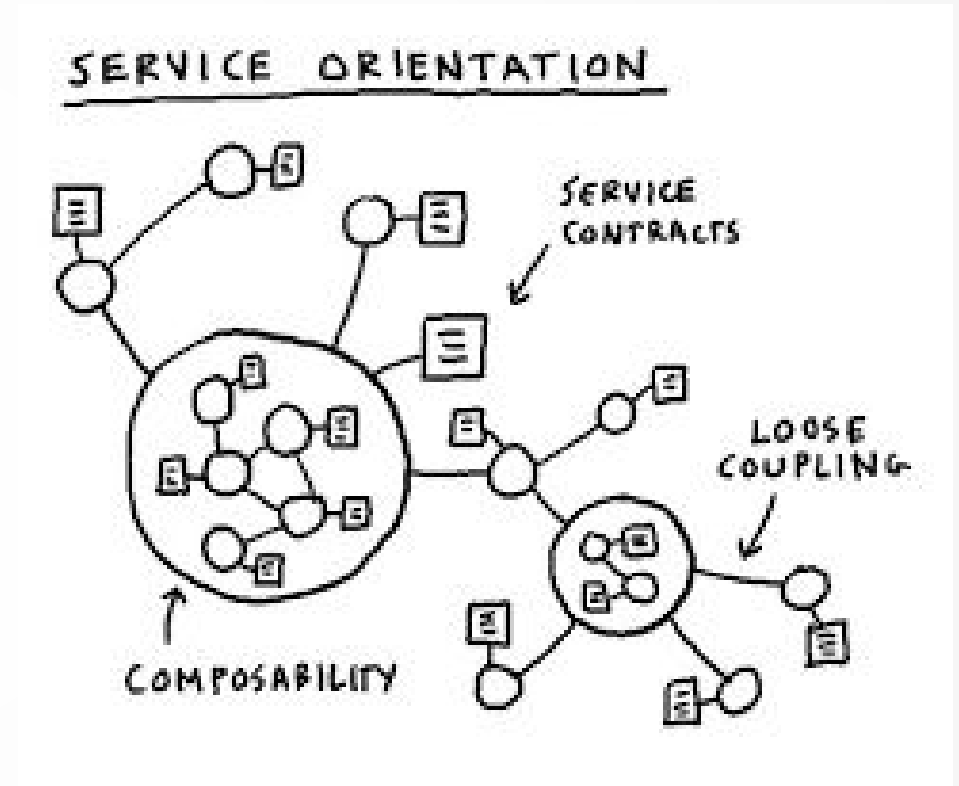 SERVICE ORIENTATION
SERVICE
CONTRACTS
LOOSE
COUPLING
COMPOSABILITY